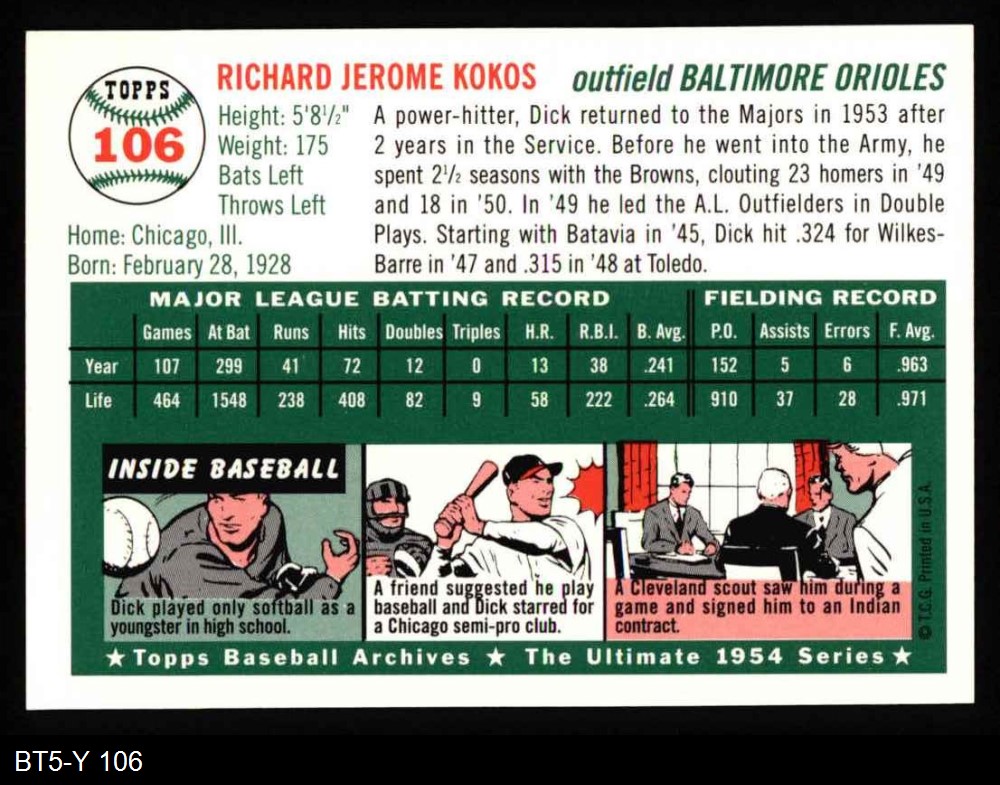 TOPPS
106
RICHARD JEROME KOKOS
outfield BALTIMORE ORIOLES
Height: 5'8½"
Weight: 175
Bats Left
Throws Left
Home: Chicago, Ill.
Born: February 28, 1928
A power-hitter, Dick returned to the Majors in 1953 after
2 years in the Service. Before he went into the Army, he
spent 2½ seasons with the Browns, clouting 23 homers in '49
and 18 in '50. In '49 he led the A.L. Outfielders in Double
Plays. Starting with Batavia in '45, Dick hit .324 for Wilkes-
Barre in '47 and .315 in '48 at Toledo.
MAJOR LEAGUE BATTING RECORD FIELDING RECORD
Games At Bat Runs Hits Doubles Triples H.R. R.B.I. B. Avg. P.O. Assists Errors F. Avg.
Year 107 299 41 72 12 0 13 38 .241 152 5 6 .963
Life 464 1548 238 408 82 9 58 222 .264 910 37 28 .971
INSIDE BASEBALL
Dick played only softball as a
youngster in high school.
A friend suggested he play
baseball and Dick starred for
a Chicago semi-pro club.
A Cleveland scout saw him during a
game and signed him to an Indian
contract.
© T.C.G. Printed in U.S.A.
★ Topps Baseball Archives ★ The Ultimate 1954 Series ★
BT5-Y 106